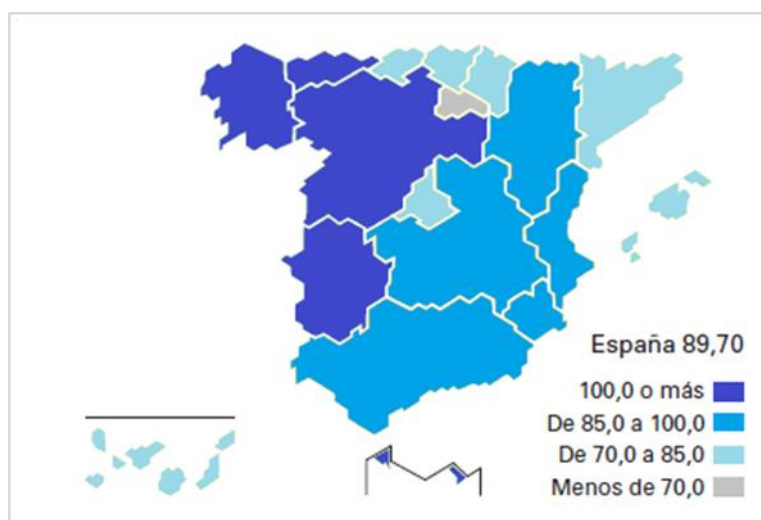 España 89,70
100,0 o más
De 85,0 a 100,0
De 70,0 a 85,0
Menos de 70,0